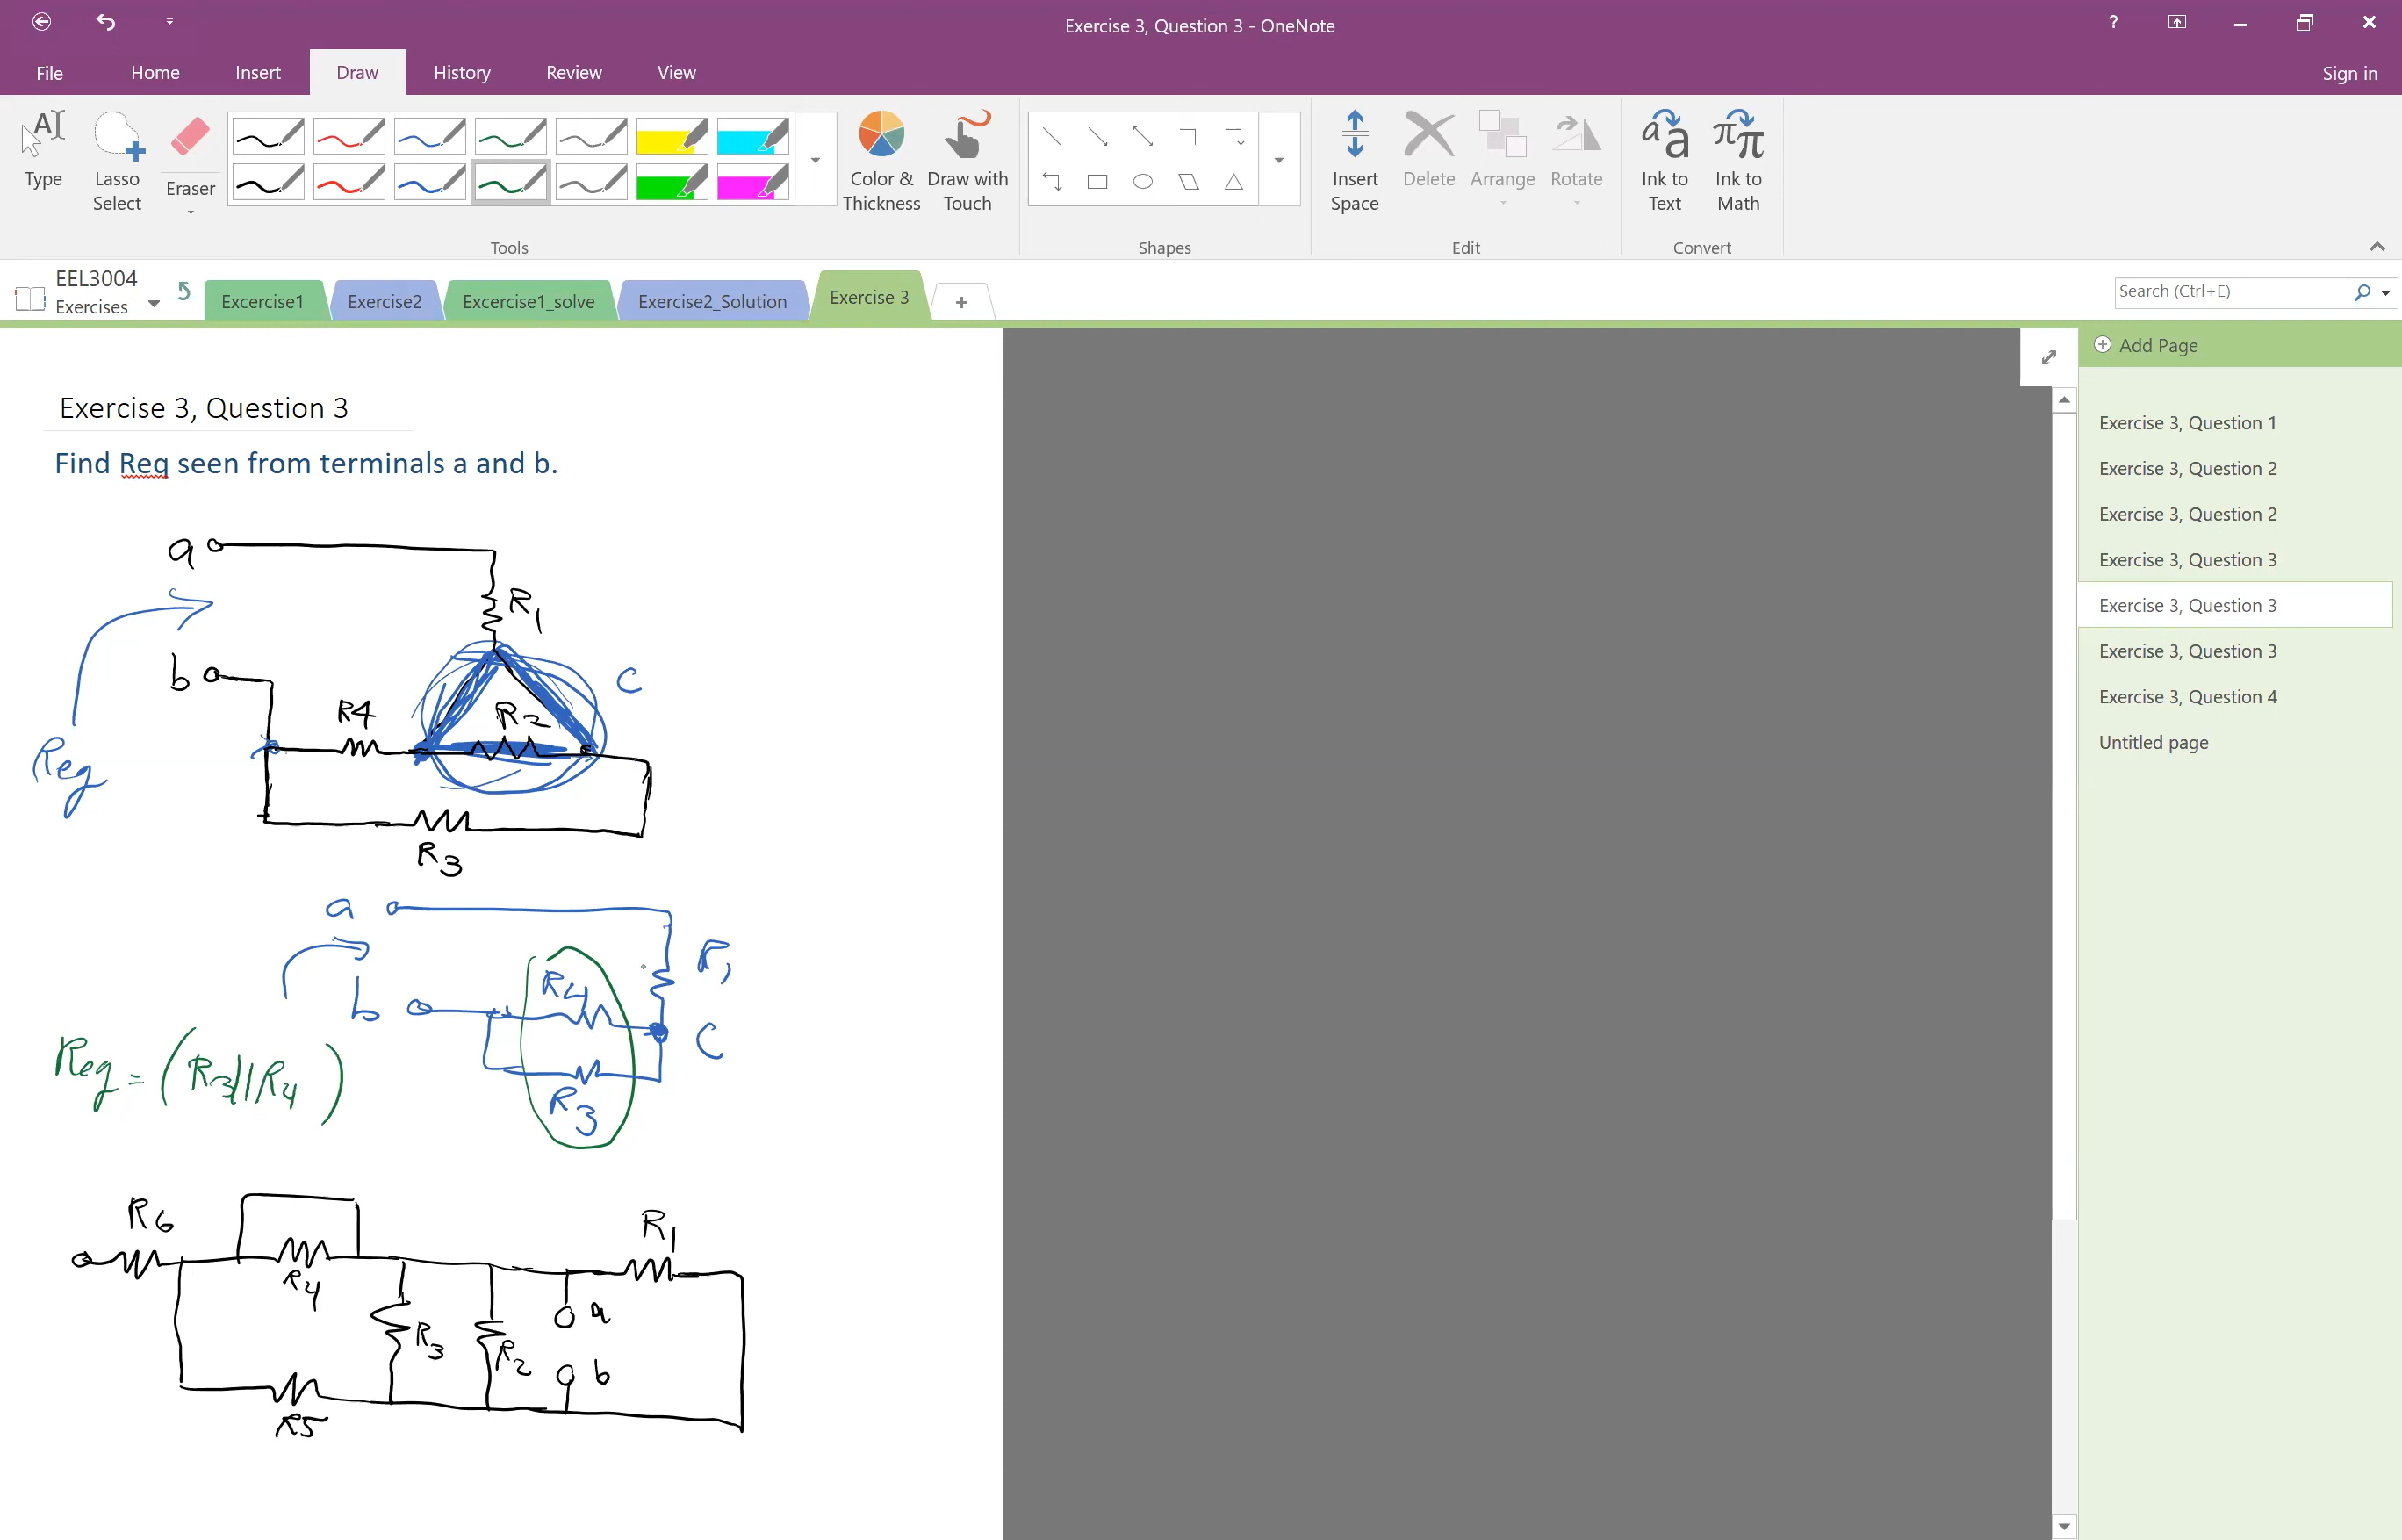 Exercise 3, Question 3 - OneNote
?
File Home Insert Draw History Review View
Sign in
Type
Lasso Select
Eraser
Color & Thickness
Draw with Touch
Insert Space
Delete
Arrange
Rotate
Ink to Text
Ink to Math
Tools
Shapes
Edit
Convert
EEL3004
Exercises
Excercise1
Exercise2
Excercise1_solve
Exercise2_Solution
Exercise 3
+
Search (Ctrl+E)
Add Page
Exercise 3, Question 1
Exercise 3, Question 2
Exercise 3, Question 2
Exercise 3, Question 3
Exercise 3, Question 3
Exercise 3, Question 3
Exercise 3, Question 4
Untitled page
Exercise 3, Question 3
Find Req seen from terminals a and b.
a
R1
b
C
R4
R2
Req
R3
a
R1
R4
b
C
Req = (R3||R4 )
R3
R6
R1
R4
a
R3
R2
b
R5